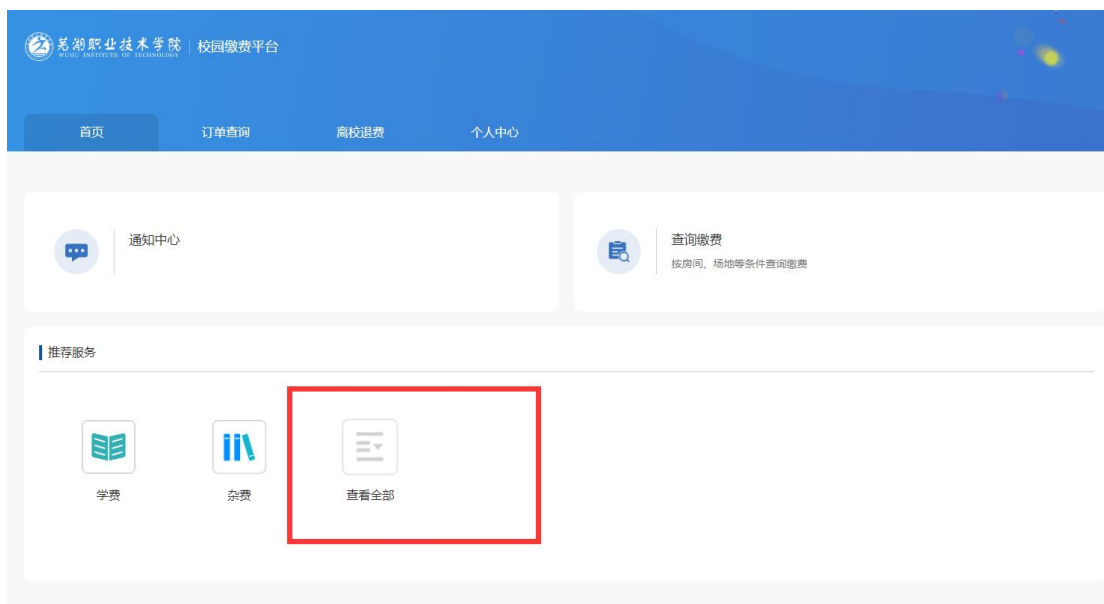 芜湖职业技术学院 校园缴费平台
WUHU INSTITUTE OF TECHNOLOGY
首页 订单查询 离校退费 个人中心
通知中心
查询缴费
按房间、场地等条件查询缴费
推荐服务
学费 杂费 查看全部